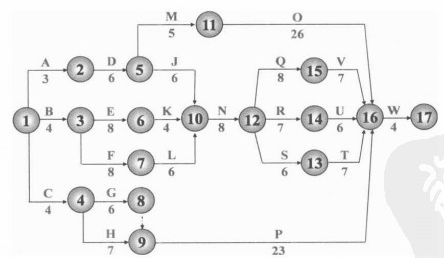 M 11 O
5 26
A D J Q V
2 5 15
3 6 6 8 7
B E K N R U W
1 3 6 10 12 14 16 17
4 8 4 8 7 6 4
F L S T
7 13
8 6 6 7
C G
4 8
4 6
H P
9
7 23